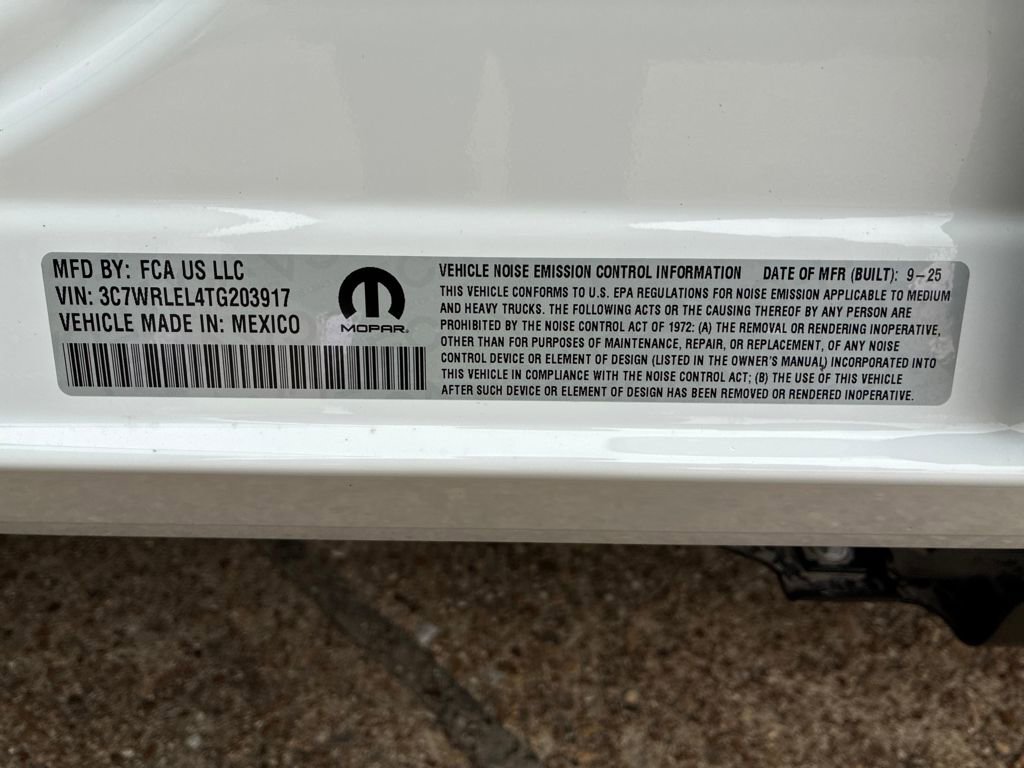 MFD BY: FCA US LLC
VIN: 3C7WRLEL4TG203917
VEHICLE MADE IN: MEXICO
MOPAR®
VEHICLE NOISE EMISSION CONTROL INFORMATION DATE OF MFR (BUILT): 9-25
THIS VEHICLE CONFORMS TO U.S. EPA REGULATIONS FOR NOISE EMISSION APPLICABLE TO MEDIUM
AND HEAVY TRUCKS. THE FOLLOWING ACTS OR THE CAUSING THEREOF BY ANY PERSON ARE
PROHIBITED BY THE NOISE CONTROL ACT OF 1972: (A) THE REMOVAL OR RENDERING INOPERATIVE,
OTHER THAN FOR PURPOSES OF MAINTENANCE, REPAIR, OR REPLACEMENT, OF ANY NOISE
CONTROL DEVICE OR ELEMENT OF DESIGN (LISTED IN THE OWNER'S MANUAL) INCORPORATED INTO
THIS VEHICLE IN COMPLIANCE WITH THE NOISE CONTROL ACT; (B) THE USE OF THIS VEHICLE
AFTER SUCH DEVICE OR ELEMENT OF DESIGN HAS BEEN REMOVED OR RENDERED INOPERATIVE.